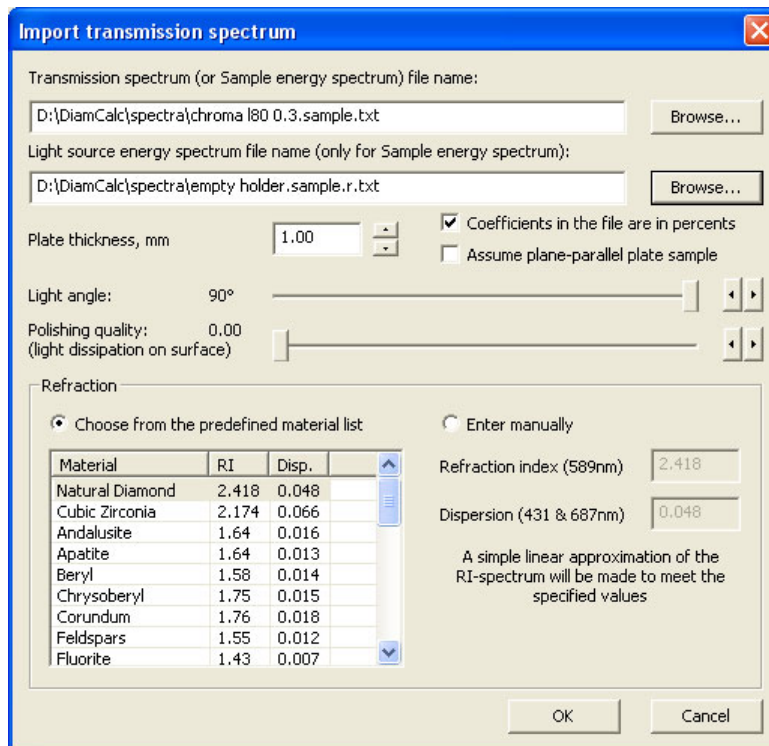 Import transmission spectrum
Transmission spectrum (or Sample energy spectrum) file name:
D:\DiamCalc\spectra\chroma l80 0.3.sample.txt
Browse...
Light source energy spectrum file name (only for Sample energy spectrum):
D:\DiamCalc\spectra\empty holder.sample.r.txt
Browse...
Plate thickness, mm
1.00
Coefficients in the file are in percents
Assume plane-parallel plate sample
Light angle: 90°
Polishing quality: 0.00
(light dissipation on surface)
Refraction
Choose from the predefined material list
Material RI Disp.
Natural Diamond 2.418 0.048
Cubic Zirconia 2.174 0.066
Andalusite 1.64 0.016
Apatite 1.64 0.013
Beryl 1.58 0.014
Chrysoberyl 1.75 0.015
Corundum 1.76 0.018
Feldspars 1.55 0.012
Fluorite 1.43 0.007
Enter manually
Refraction index (589nm) 2.418
Dispersion (431 & 687nm) 0.048
A simple linear approximation of the
RI-spectrum will be made to meet the
specified values
OK
Cancel